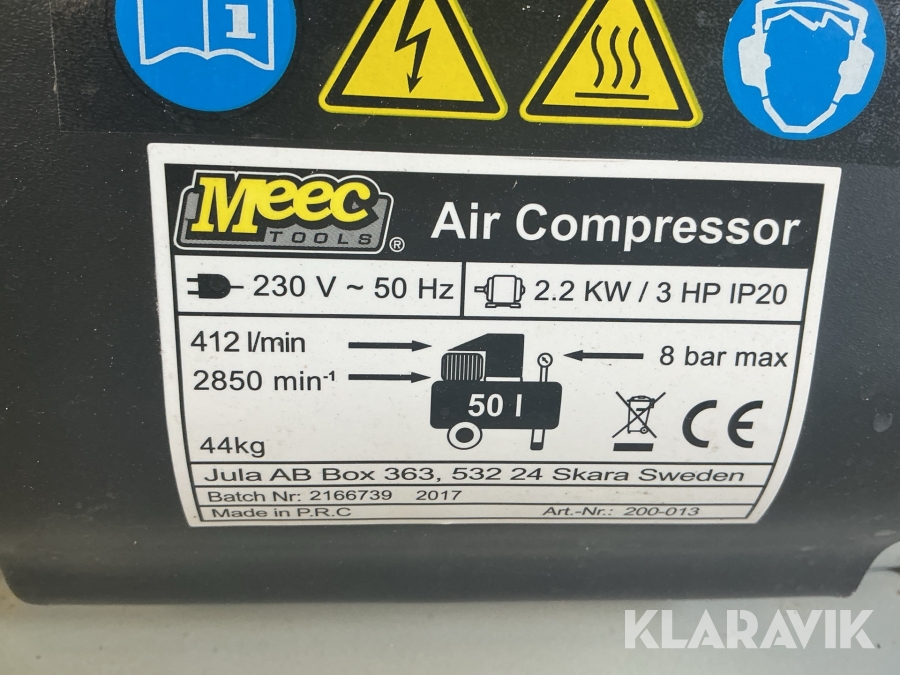 i
Meec
TOOLS ®
Air Compressor
230 V ~ 50 Hz
2.2 KW / 3 HP IP20
412 l/min
2850 min⁻¹
8 bar max
50 l
44kg
CE
Jula AB Box 363, 532 24 Skara Sweden
Batch Nr: 2166739 2017
Made in P.R.C
Art.-Nr.: 200-013
KLARAVIK